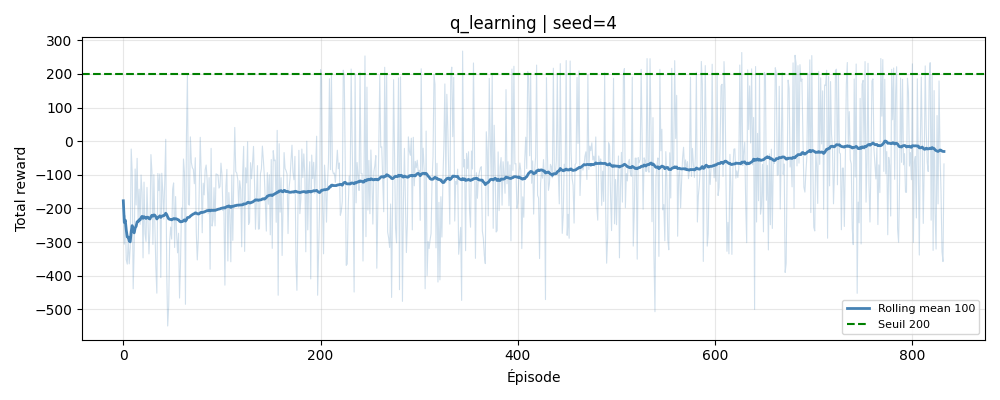 q_learning | seed=4
Total reward
300
200
100
0
−100
−200
−300
−400
−500
0
200
400
600
800
Épisode
Rolling mean 100
Seuil 200